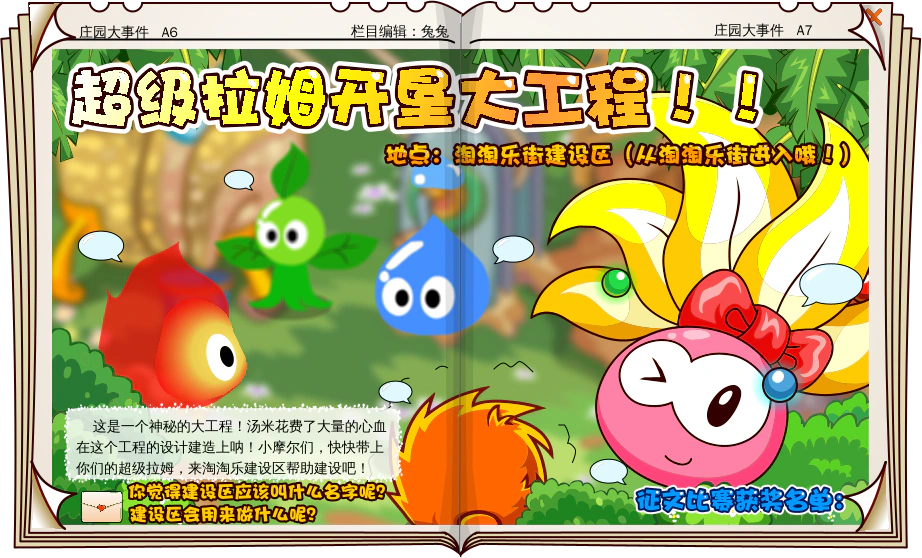 庄园大事件 A6
栏目编辑：兔兔
庄园大事件 A7
超级拉姆开垦大工程！！
地点：淘淘乐街建设区（从淘淘乐街进入哦！）
这是一个神秘的大工程！汤米花费了大量的心血
在这个工程的设计建造上呐！小摩尔们，快快带上
你们的超级拉姆，来淘淘乐建设区帮助建设吧！
你觉得建设区应该叫什么名字呢?
建设区会用来做什么呢?
征文比赛获奖名单：